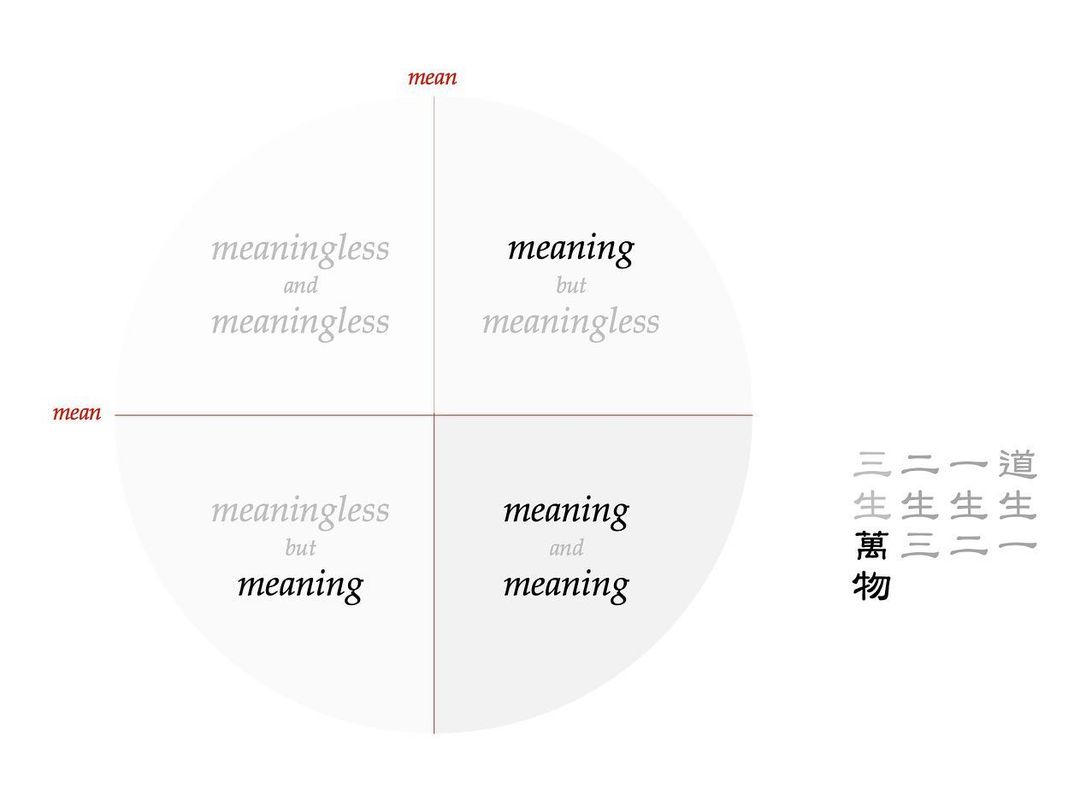 mean
meaningless
and
meaningless
meaning
but
meaningless
mean
meaningless
but
meaning
meaning
and
meaning
道生一
一生二
二生三
三生萬物